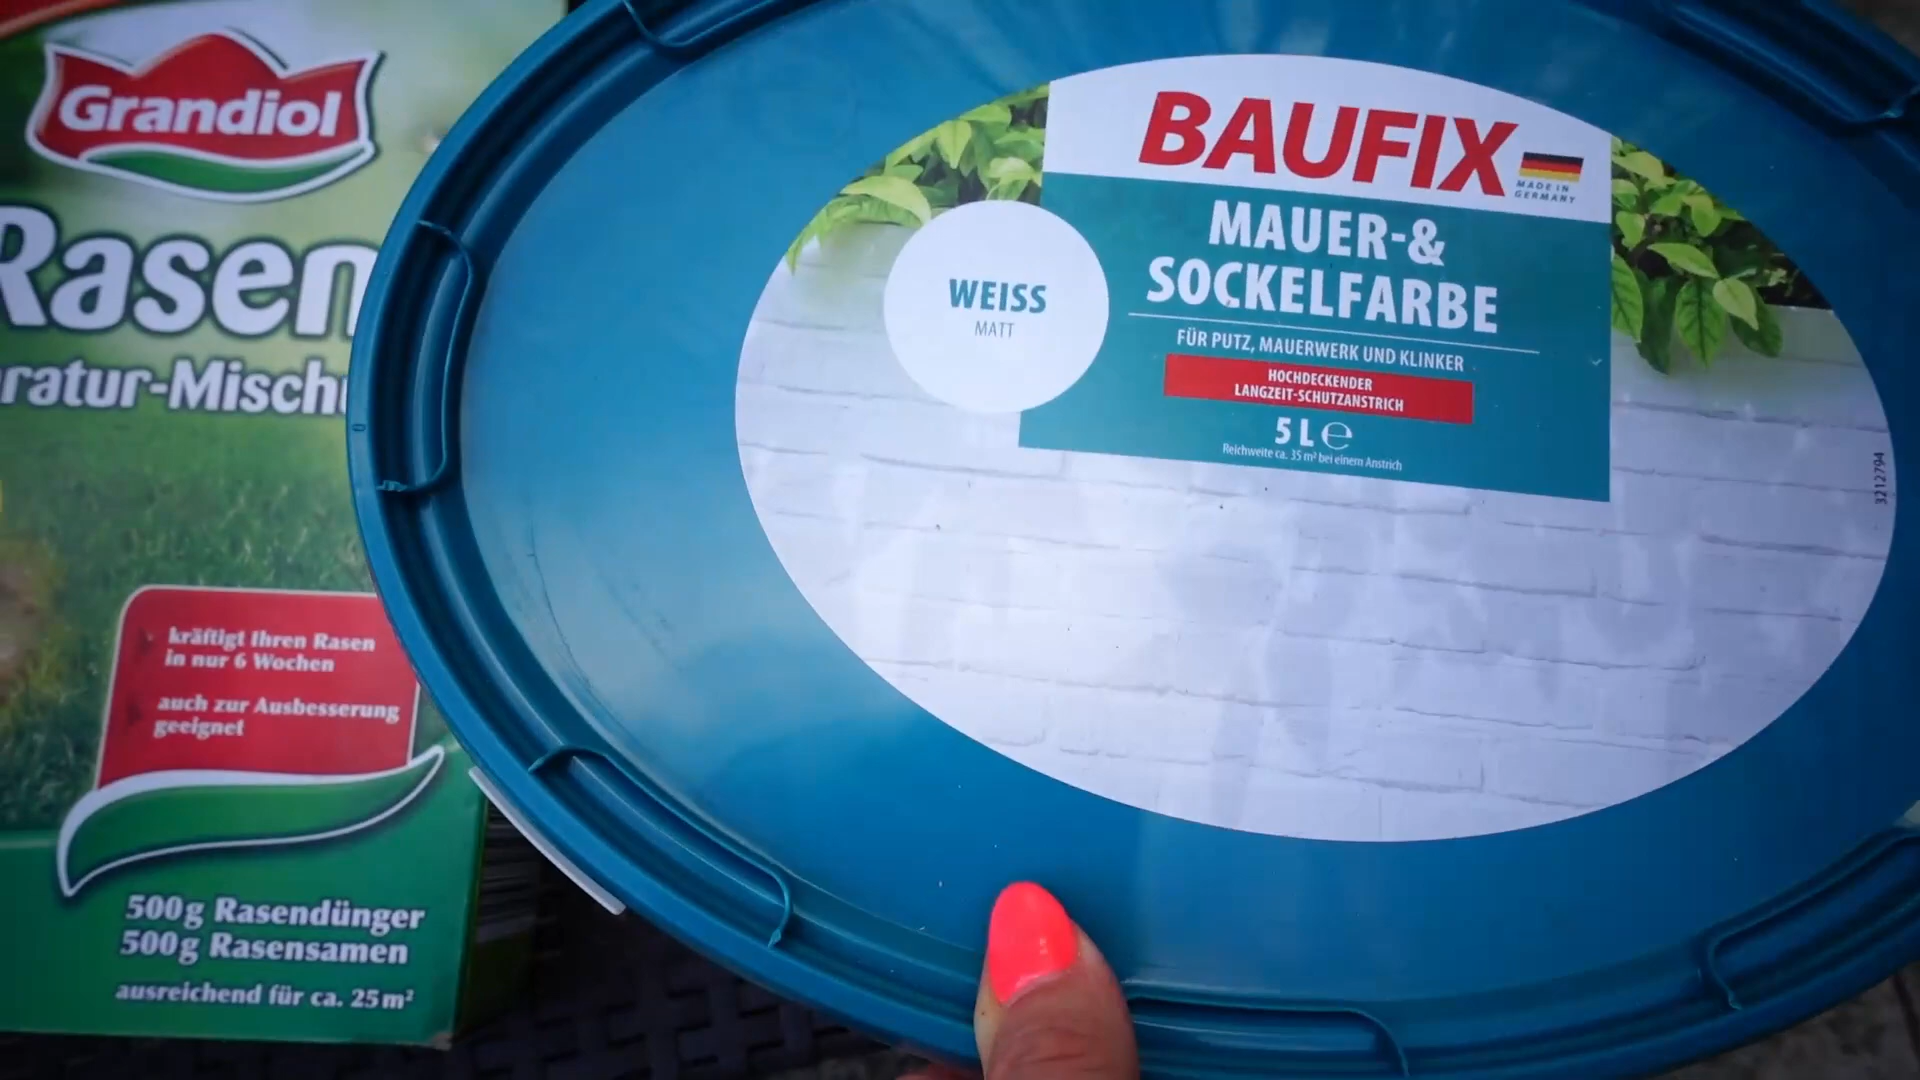 Grandiol
Rasen
ratur-Misch
kräftigt Ihren Rasen
in nur 6 Wochen
auch zur Ausbesserung
geeignet
500g Rasendünger
500g Rasensamen
ausreichend für ca. 25m²
BAUFIX
MADE IN
GERMANY
MAUER-&
SOCKELFARBE
WEISS
MATT
FÜR PUTZ, MAUERWERK UND KLINKER
HOCHDECKENDER
LANGZEIT-SCHUTZANSTRICH
5 L e
Reichweite ca. 35 m² bei einem Anstrich
3212794